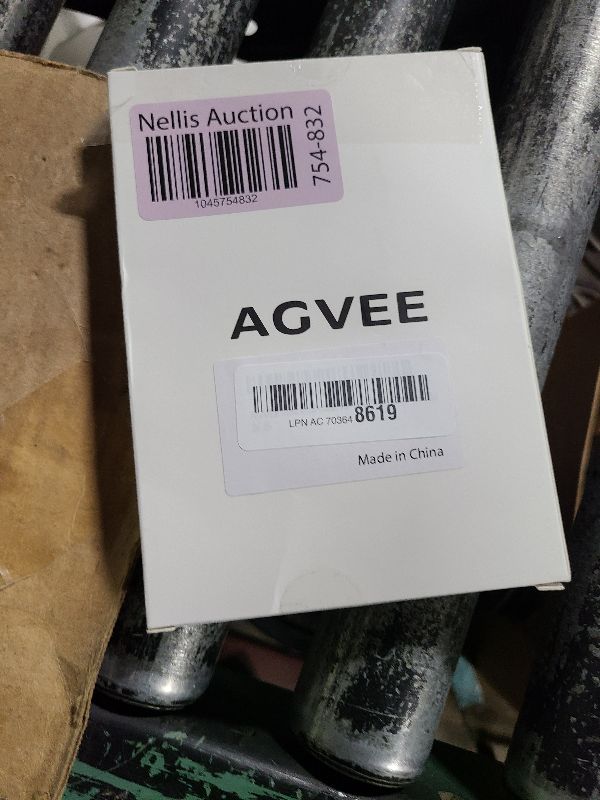 Nellis Auction
754-832
1045754832
AGVEE
LPN AC 70364 8619
Made in China